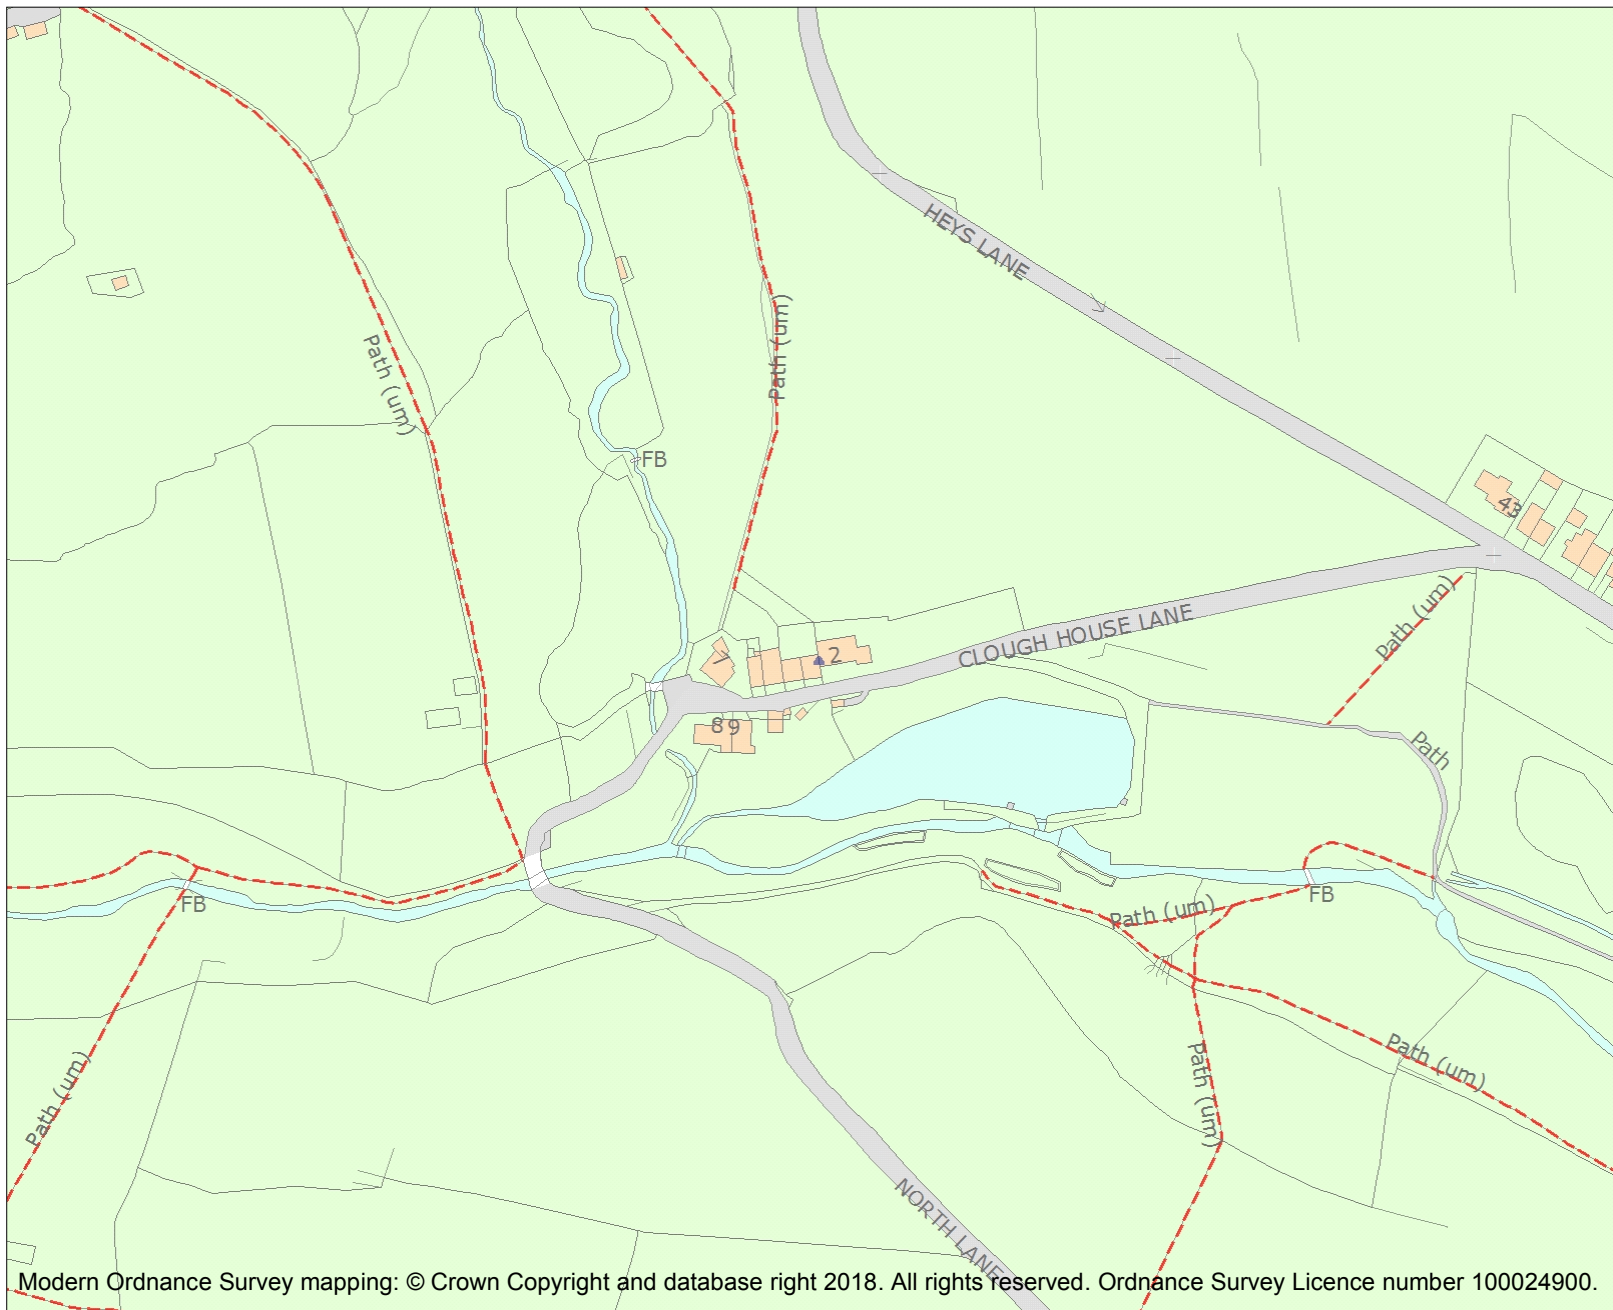 HEYS LANE
Path (um)
Path (um)
FB
43
Path (um)
CLOUGH HOUSE LANE
7
2
8 9
Path
FB
FB
Path (um)
Path (um)
Path (um)
Path (um)
NORTH LANE
Modern Ordnance Survey mapping: © Crown Copyright and database right 2018. All rights reserved. Ordnance Survey Licence number 100024900.